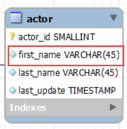 actor
actor_id SMALLINT
first_name VARCHAR(45)
last_name VARCHAR(45)
last_update TIMESTAMP
Indexes